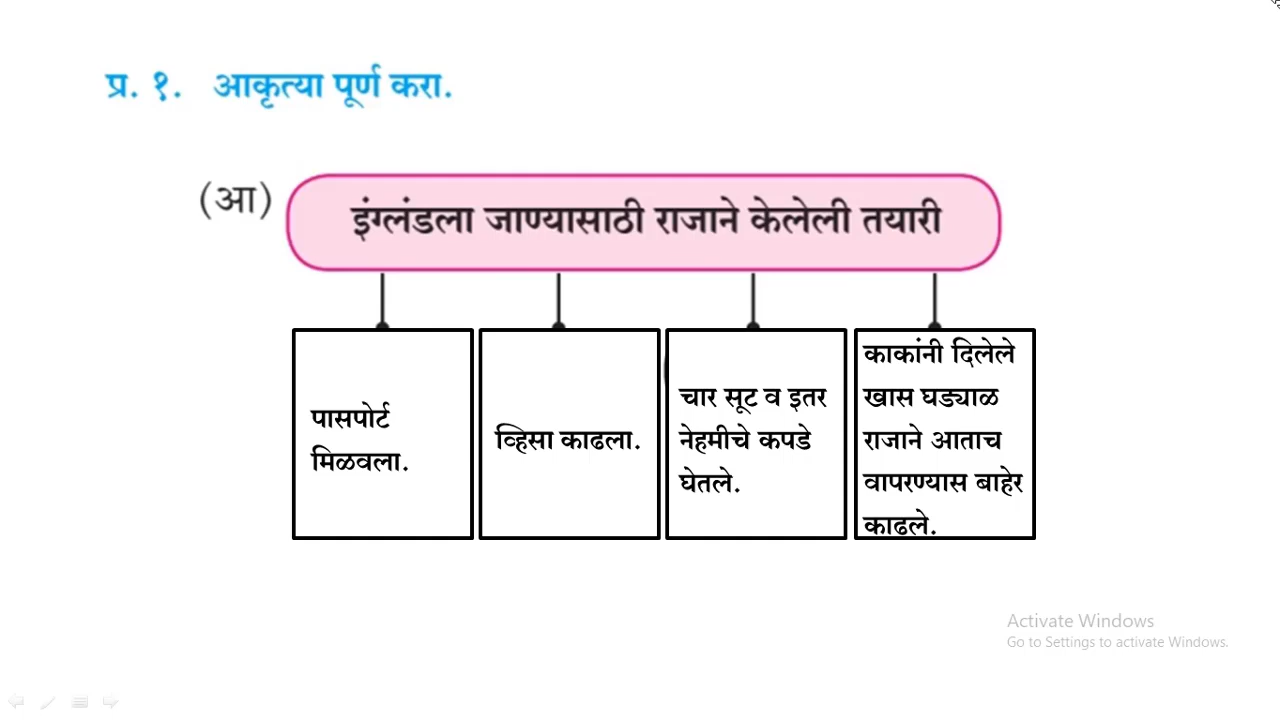 प्र. १. आकृत्या पूर्ण करा.
(आ) इंग्लंडला जाण्यासाठी राजाने केलेली तयारी
पासपोर्ट
मिळवला.
व्हिसा काढला.
चार सूट व इतर
नेहमीचे कपडे
घेतले.
काकांनी दिलेले
खास घड्याळ
राजाने आताच
वापरण्यास बाहेर
काढले.
Activate Windows
Go to Settings to activate Windows.